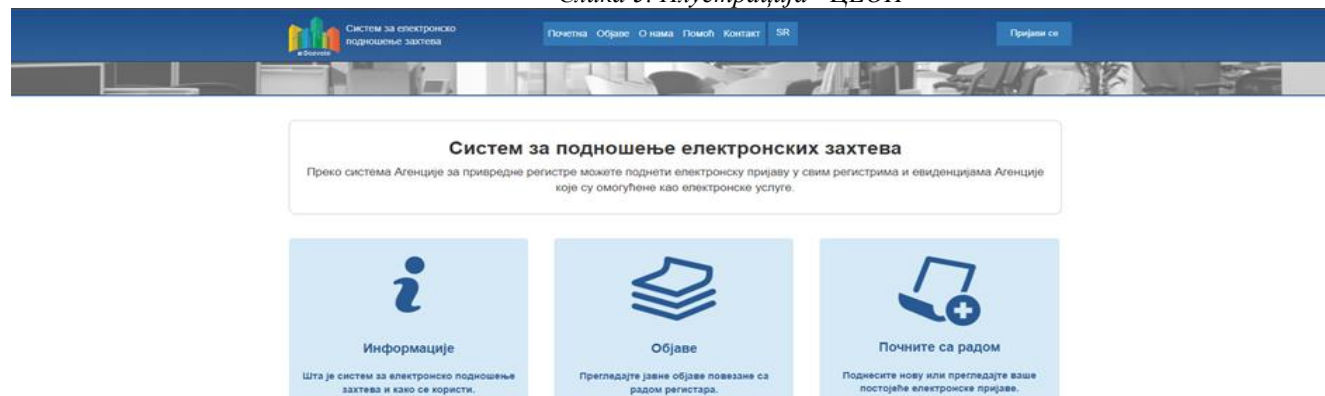 Систем за електронско
подношење захтева
Почетна Објаве О нама Помоћ Контакт SR
Пријави се
Систем за подношење електронских захтева
Преко система Агенције за привредне регистре можете поднети електронску пријаву у свим регистрима и евиденцијама Агенције
које су омогућене као електронске услуге.
Информације
Шта је систем за електронско подношење
захтева и како се користи.
Објаве
Прегледајте јавне објаве повезане са
радом регистара.
Почните са радом
Поднесите нову или прегледајте ваше
постојеће електронске пријаве.